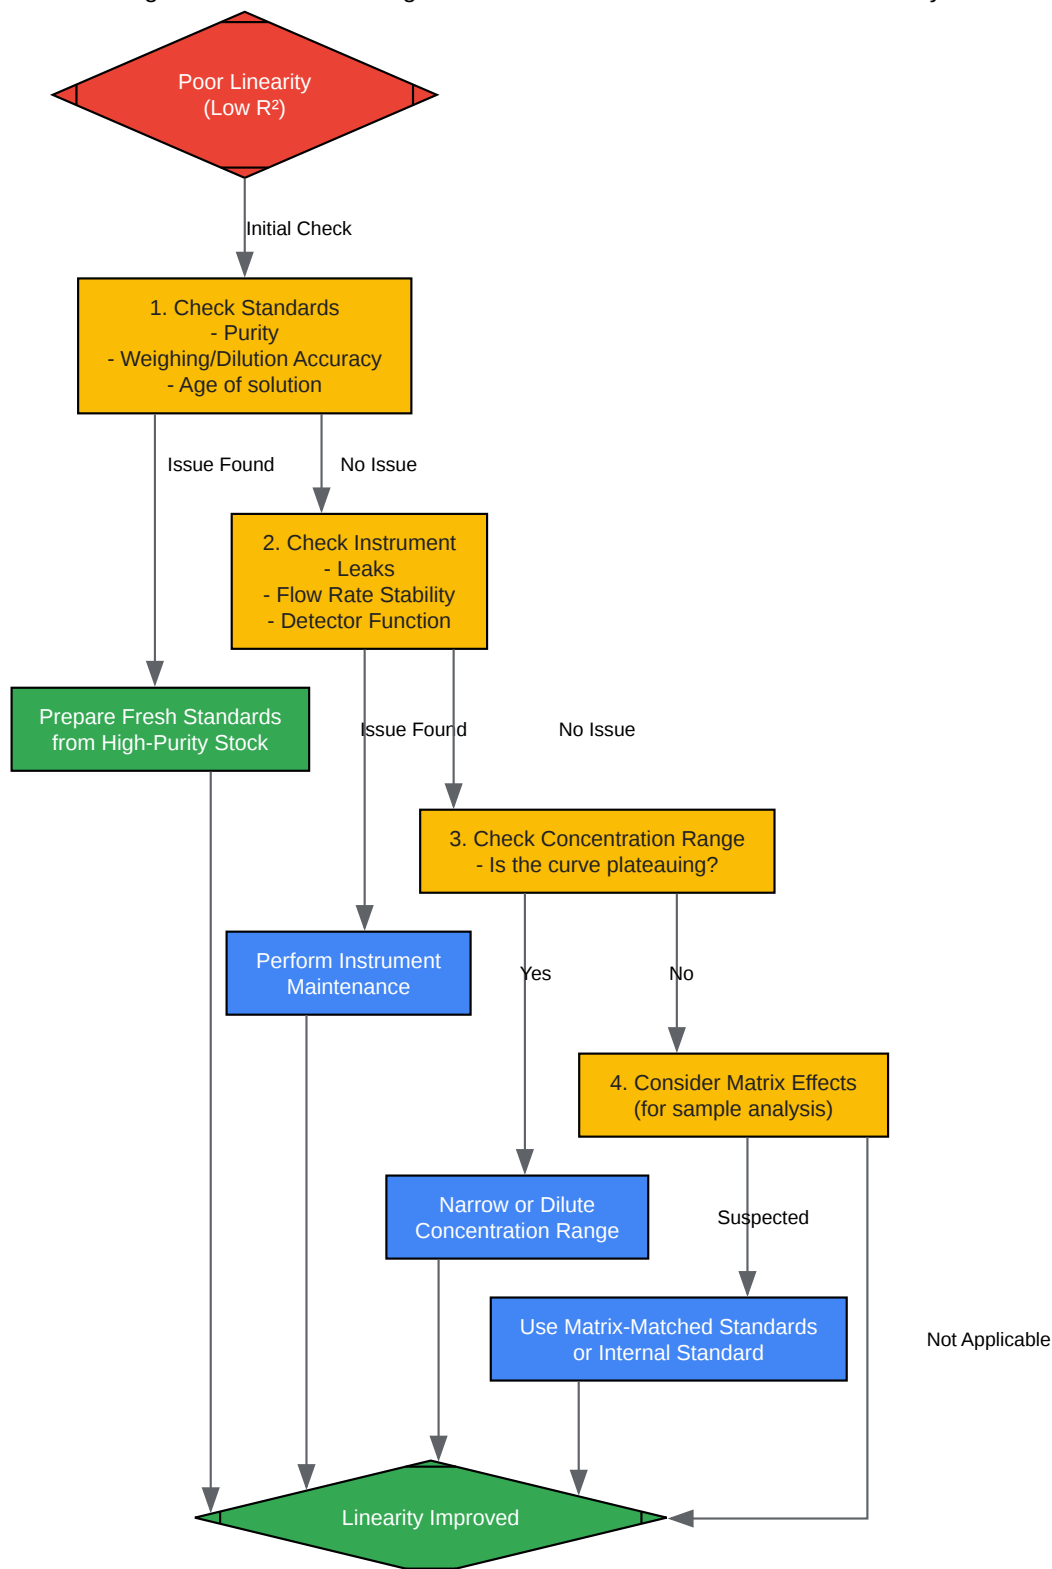 Poor Linearity
(Low R²)
Initial Check
1. Check Standards
- Purity
- Weighing/Dilution Accuracy
- Age of solution
Issue Found
No Issue
2. Check Instrument
- Leaks
- Flow Rate Stability
- Detector Function
Prepare Fresh Standards
from High-Purity Stock
Issue Found
No Issue
3. Check Concentration Range
- Is the curve plateauing?
Perform Instrument
Maintenance
Yes
No
4. Consider Matrix Effects
(for sample analysis)
Narrow or Dilute
Concentration Range
Suspected
Use Matrix-Matched Standards
or Internal Standard
Not Applicable
Linearity Improved